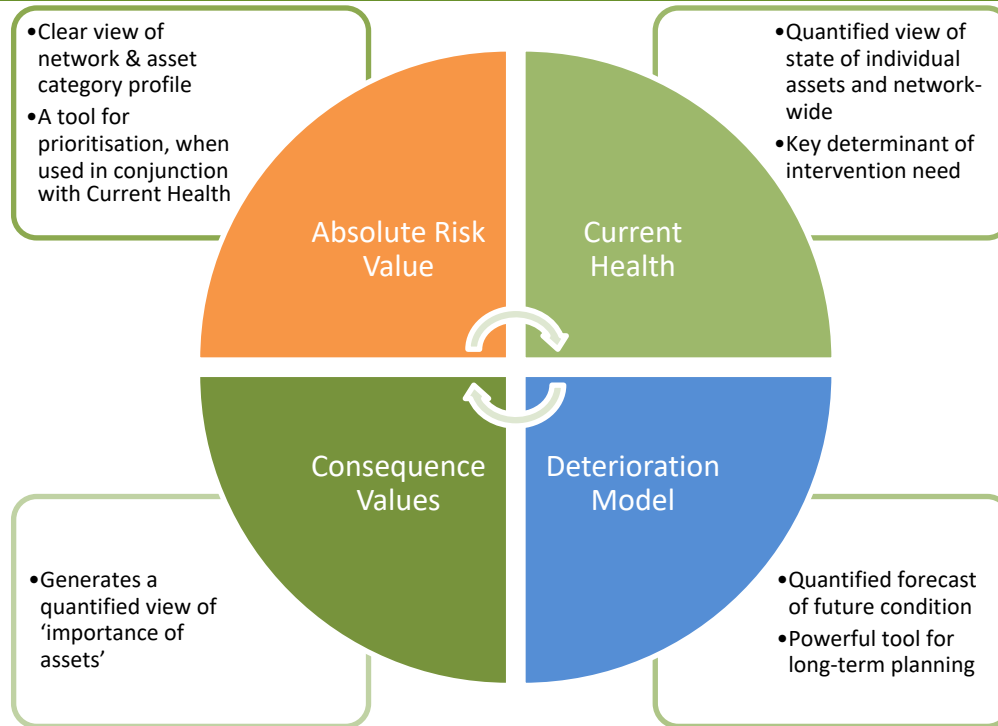 •Clear view of
network & asset
category profile
•A tool for
prioritisation, when
used in conjunction
with Current Health
•Quantified view of
state of individual
assets and network-
wide
•Key determinant of
intervention need
Absolute Risk
Value
Current
Health
Consequence
Values
Deterioration
Model
•Generates a
quantified view of
‘importance of
assets’
•Quantified forecast
of future condition
•Powerful tool for
long-term planning